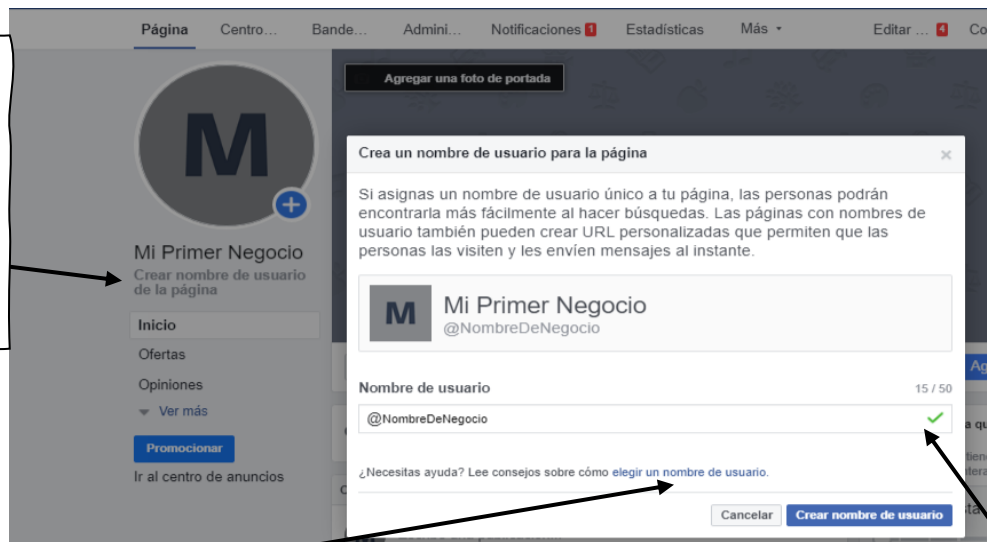 Página Centro... Bande... Admini... Notificaciones 1 Estadísticas Más Editar ... 4 Co
Agregar una foto de portada
M
Mi Primer Negocio
Crear nombre de usuario
de la página
Inicio
Ofertas
Opiniones
Ver más
Promocionar
Ir al centro de anuncios
Crea un nombre de usuario para la página
Si asignas un nombre de usuario único a tu página, las personas podrán
encontrarla más fácilmente al hacer búsquedas. Las páginas con nombres de
usuario también pueden crear URL personalizadas que permiten que las
personas las visiten y les envíen mensajes al instante.
M
Mi Primer Negocio
@NombreDeNegocio
Nombre de usuario 15 / 50
@NombreDeNegocio
¿Necesitas ayuda? Lee consejos sobre cómo elegir un nombre de usuario.
Cancelar Crear nombre de usuario
Ag